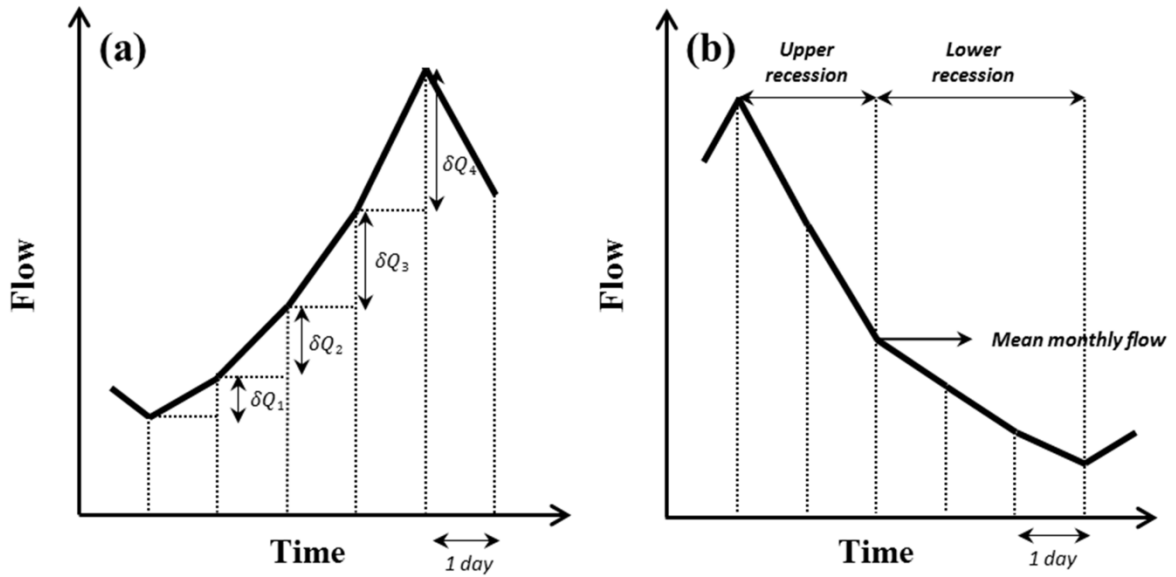 (a)
δQ₄
δQ₃
δQ₂
δQ₁
Flow
Time
1 day
(b)
Upper
recession
Lower
recession
Mean monthly flow
Flow
Time
1 day